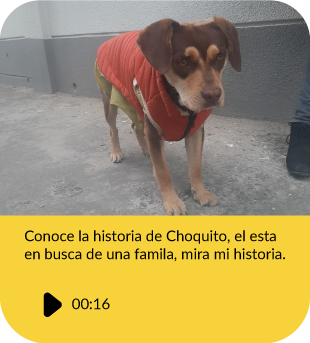 Conoce la historia de Choquito, el esta
en busca de una famila, mira mi historia.
00:16